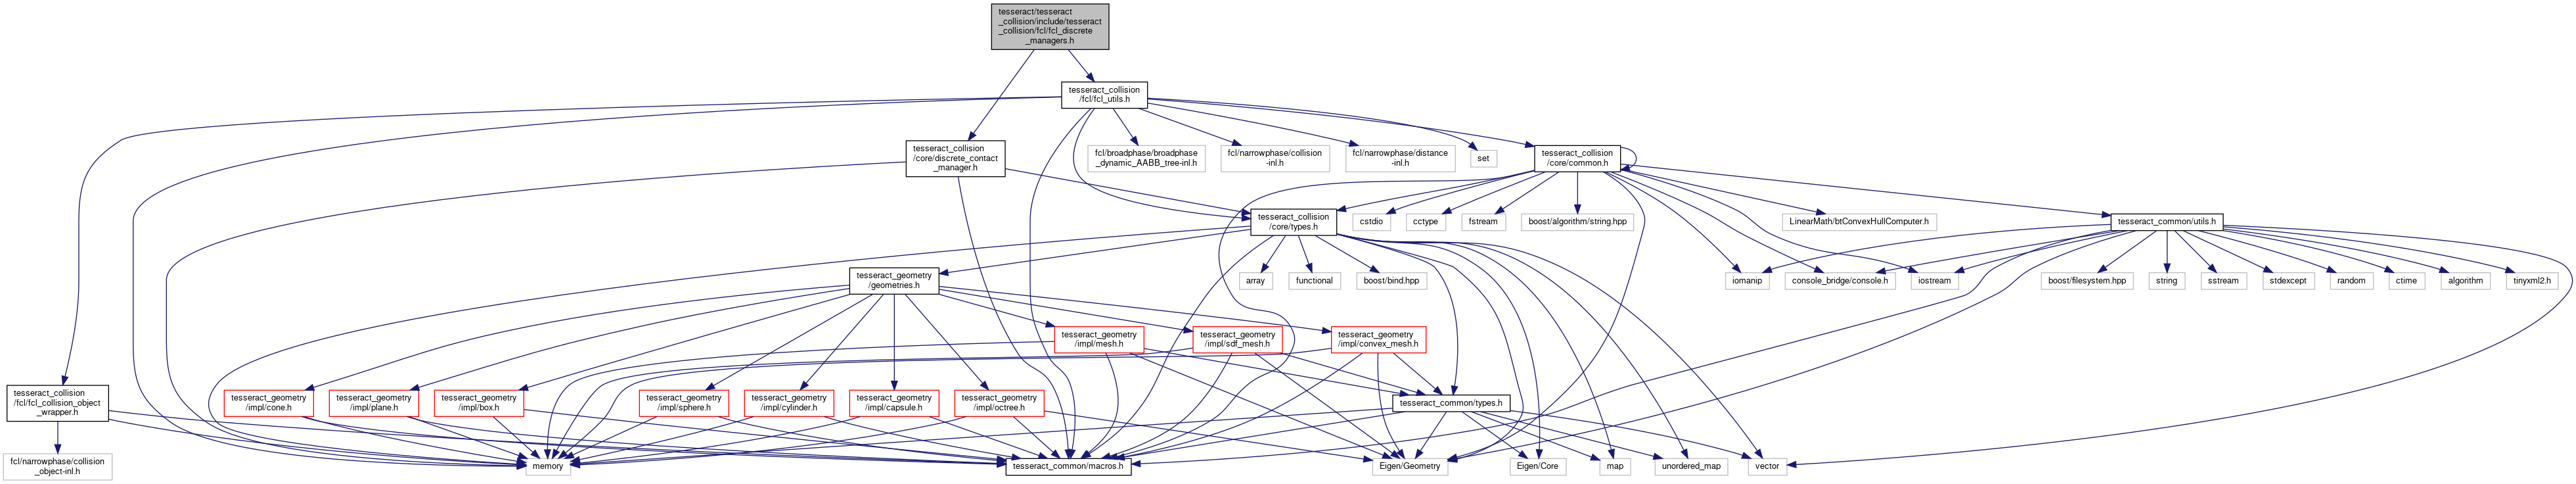 tesseract/tesseract
_collision/include/tesseract
_collision/fcl/fcl_discrete
_managers.h
tesseract_collision
/fcl/fcl_utils.h
tesseract_collision
/core/discrete_contact
_manager.h
fcl/broadphase/broadphase
_dynamic_AABB_tree-inl.h
fcl/narrowphase/collision
-inl.h
fcl/narrowphase/distance
-inl.h
set
tesseract_collision
/core/common.h
tesseract_collision
/core/types.h
cstdio
cctype
fstream
boost/algorithm/string.hpp
LinearMath/btConvexHullComputer.h
tesseract_common/utils.h
tesseract_geometry
/geometries.h
array
functional
boost/bind.hpp
iomanip
console_bridge/console.h
iostream
boost/filesystem.hpp
string
sstream
stdexcept
random
ctime
algorithm
tinyxml2.h
tesseract_geometry
/impl/mesh.h
tesseract_geometry
/impl/sdf_mesh.h
tesseract_geometry
/impl/convex_mesh.h
tesseract_collision
/fcl/fcl_collision_object
_wrapper.h
tesseract_geometry
/impl/cone.h
tesseract_geometry
/impl/plane.h
tesseract_geometry
/impl/box.h
tesseract_geometry
/impl/sphere.h
tesseract_geometry
/impl/cylinder.h
tesseract_geometry
/impl/capsule.h
tesseract_geometry
/impl/octree.h
tesseract_common/types.h
fcl/narrowphase/collision
_object-inl.h
memory
tesseract_common/macros.h
Eigen/Geometry
Eigen/Core
map
unordered_map
vector